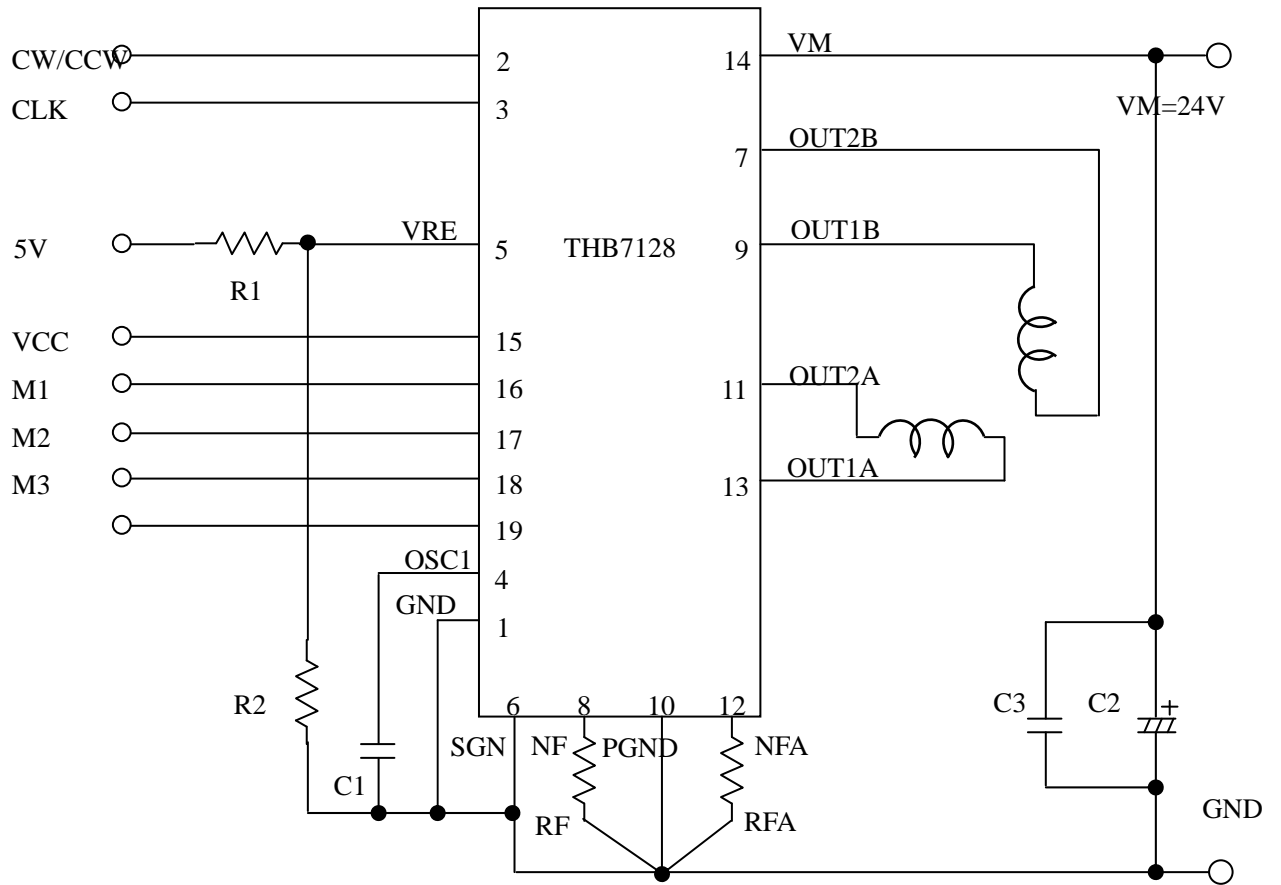 CW/CCW
2
14
VM
CLK
3
VM=24V
OUT2B
7
5V
VRE
5
THB7128
9
OUT1B
R1
VCC
15
M1
16
11
OUT2A
M2
17
M3
18
13
OUT1A
19
OSC1
4
GND
1
R2
6
8
10
12
C3
C2
+
SGN
NF
PGND
NFA
C1
RF
RFA
GND